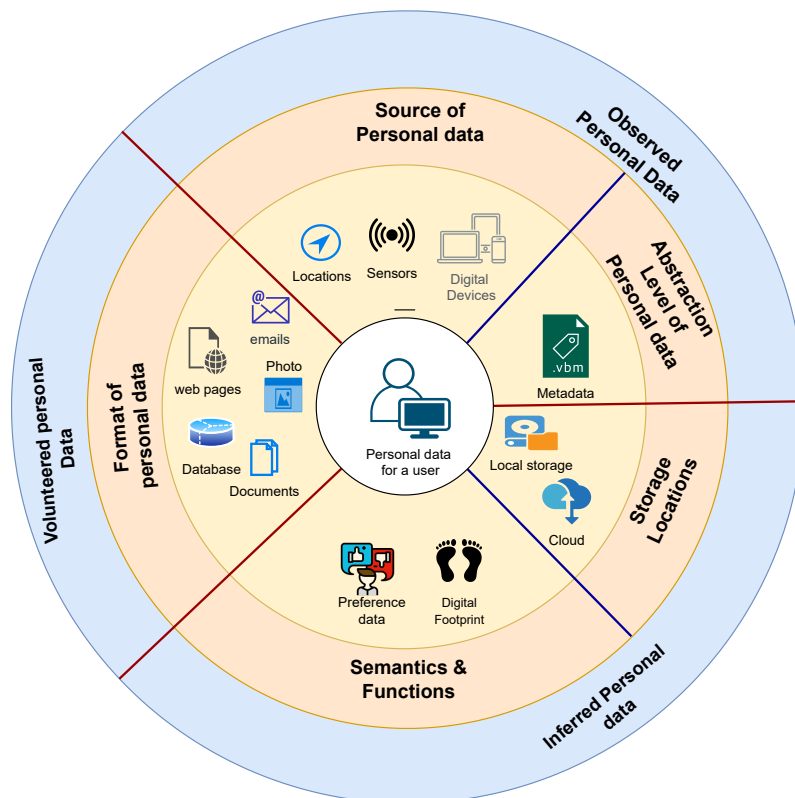 Source of
Personal data
Observed
Personal Data
Abstraction
Level of
Personal data
Locations
Sensors
Digital
Devices
@
emails
web pages
Photo
Format of
personal data
Volunteered personal
Data
Database
Documents
Personal data
for a user
.vbm
Metadata
Local storage
Cloud
Storage
Locations
Preference
data
Digital
Footprint
Semantics &
Functions
Inferred Personal
data